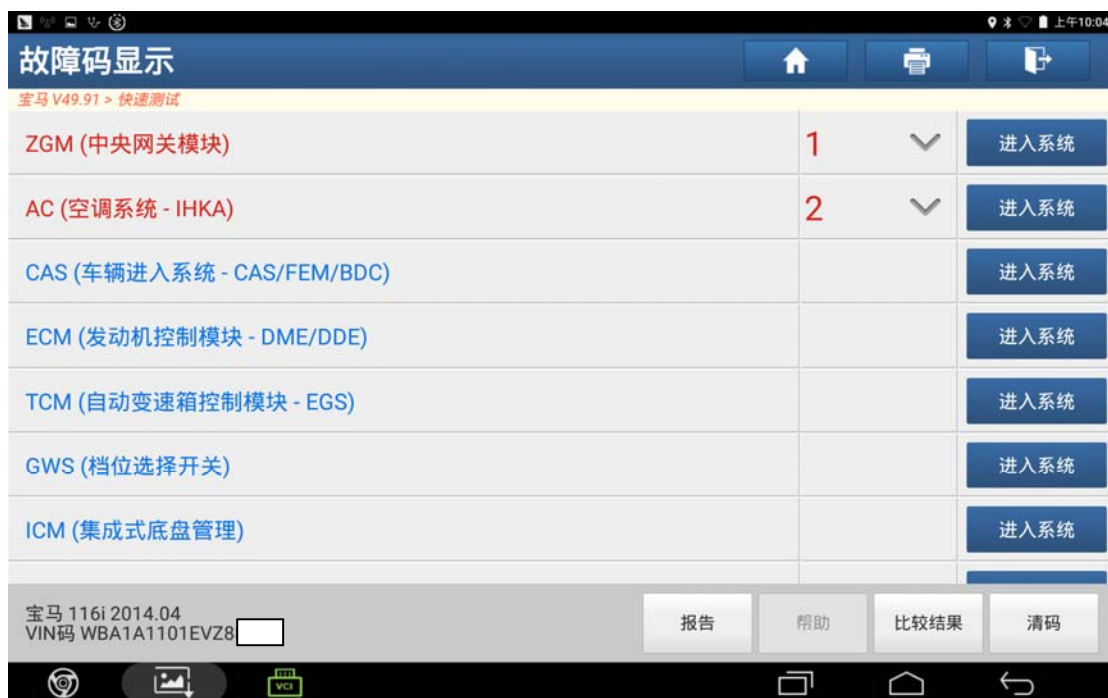 上午10:04
故障码显示
宝马 V49.91 > 快速测试
ZGM (中央网关模块) 1 进入系统
AC (空调系统 - IHKA) 2 进入系统
CAS (车辆进入系统 - CAS/FEM/BDC) 进入系统
ECM (发动机控制模块 - DME/DDE) 进入系统
TCM (自动变速箱控制模块 - EGS) 进入系统
GWS (档位选择开关) 进入系统
ICM (集成式底盘管理) 进入系统
宝马 116i 2014.04
VIN码 WBA1A1101EVZ8
报告 帮助 比较结果 清码
VCI